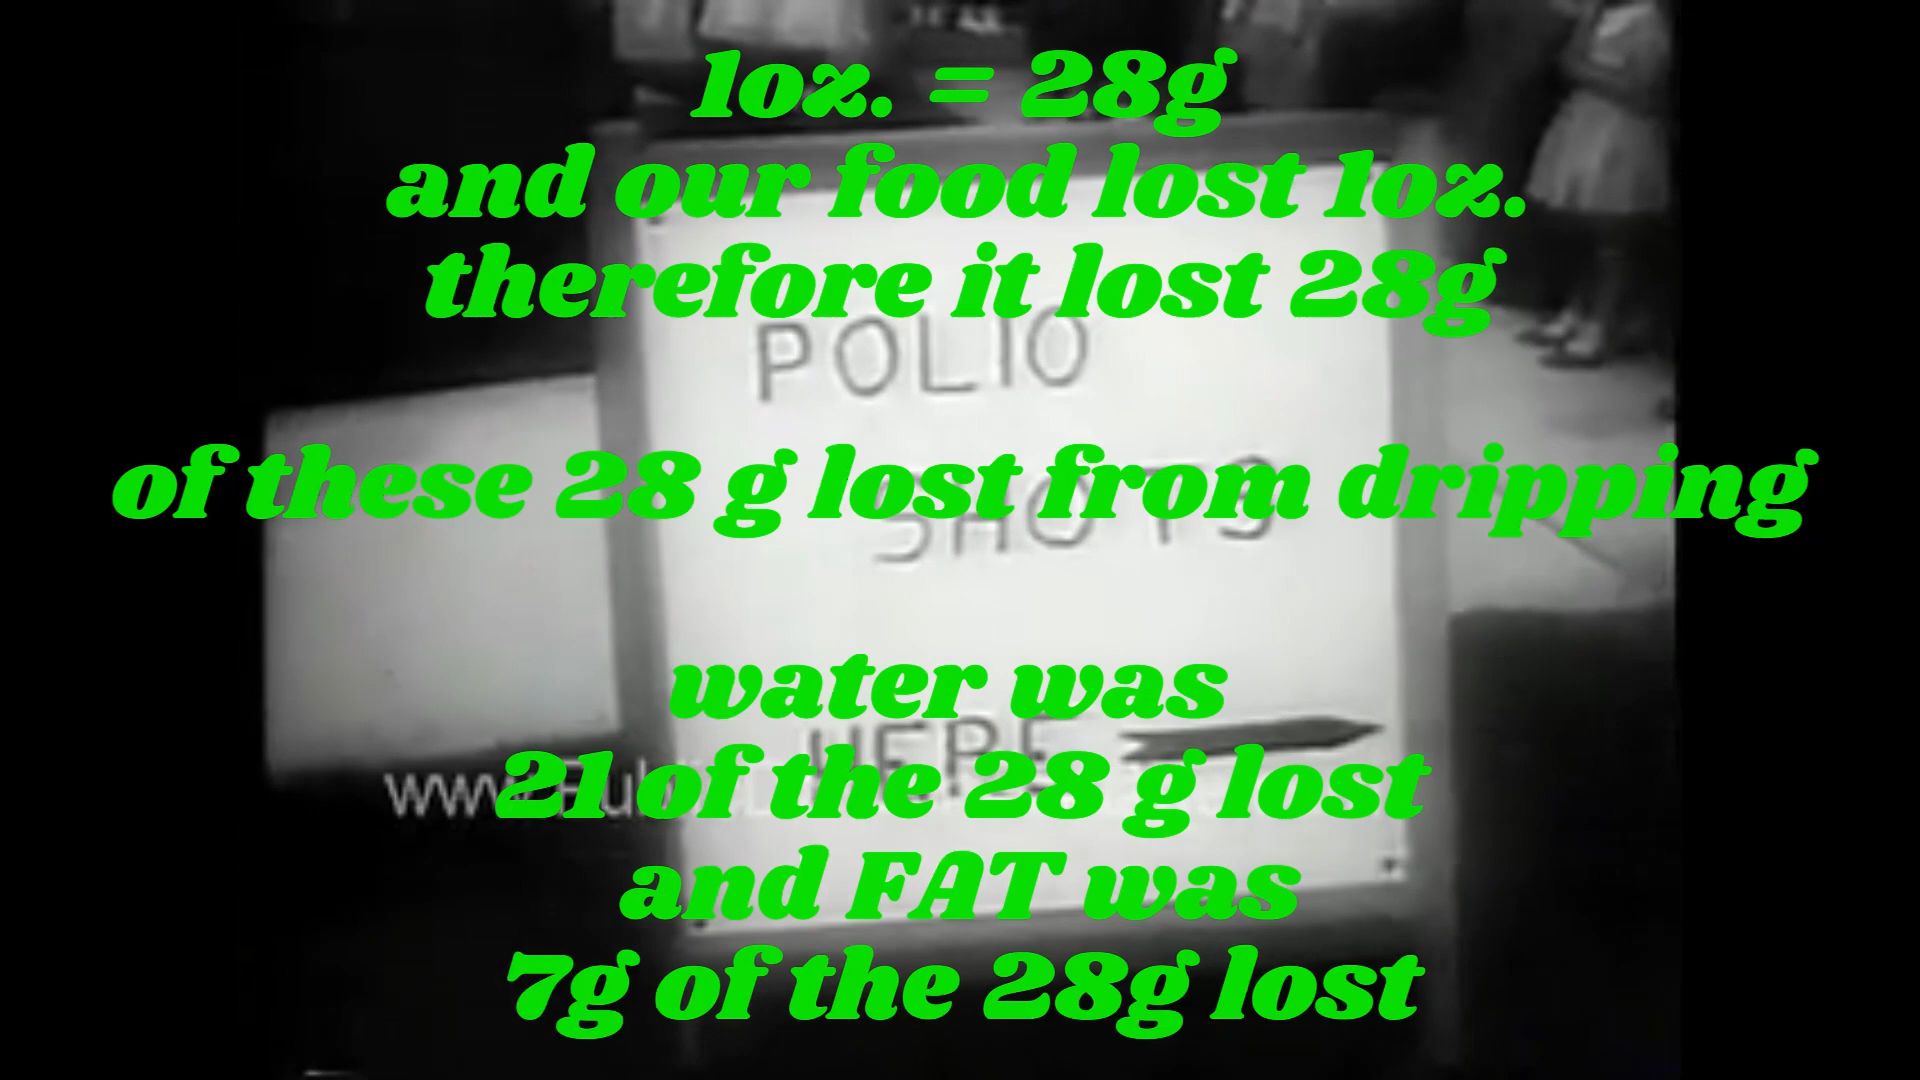 1oz. = 28g
and our food lost 1oz.
therefore it lost 28g
POLIO
of these 28 g lost from dripping
SHOTS
water was
HERE
21 of the 28 g lost
and FAT was
7g of the 28g lost